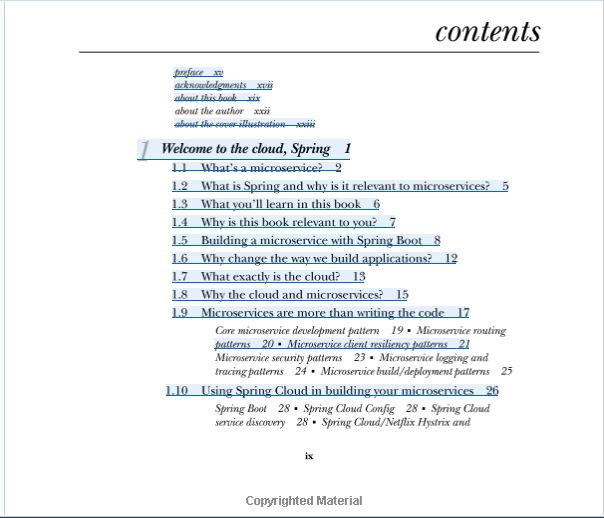 contents
preface xv
acknowledgments xvii
about this book xix
about the author xxii
about the cover illustration xxiii
1 Welcome to the cloud, Spring 1
1.1 What's a microservice? 2
1.2 What is Spring and why is it relevant to microservices? 5
1.3 What you'll learn in this book 6
1.4 Why is this book relevant to you? 7
1.5 Building a microservice with Spring Boot 8
1.6 Why change the way we build applications? 12
1.7 What exactly is the cloud? 13
1.8 Why the cloud and microservices? 15
1.9 Microservices are more than writing the code 17
Core microservice development pattern 19 ▪ Microservice routing
patterns 20 ▪ Microservice client resiliency patterns 21
Microservice security patterns 23 ▪ Microservice logging and
tracing patterns 24 ▪ Microservice build/deployment patterns 25
1.10 Using Spring Cloud in building your microservices 26
Spring Boot 28 ▪ Spring Cloud Config 28 ▪ Spring Cloud
service discovery 28 ▪ Spring Cloud/Netflix Hystrix and
ix
Copyrighted Material